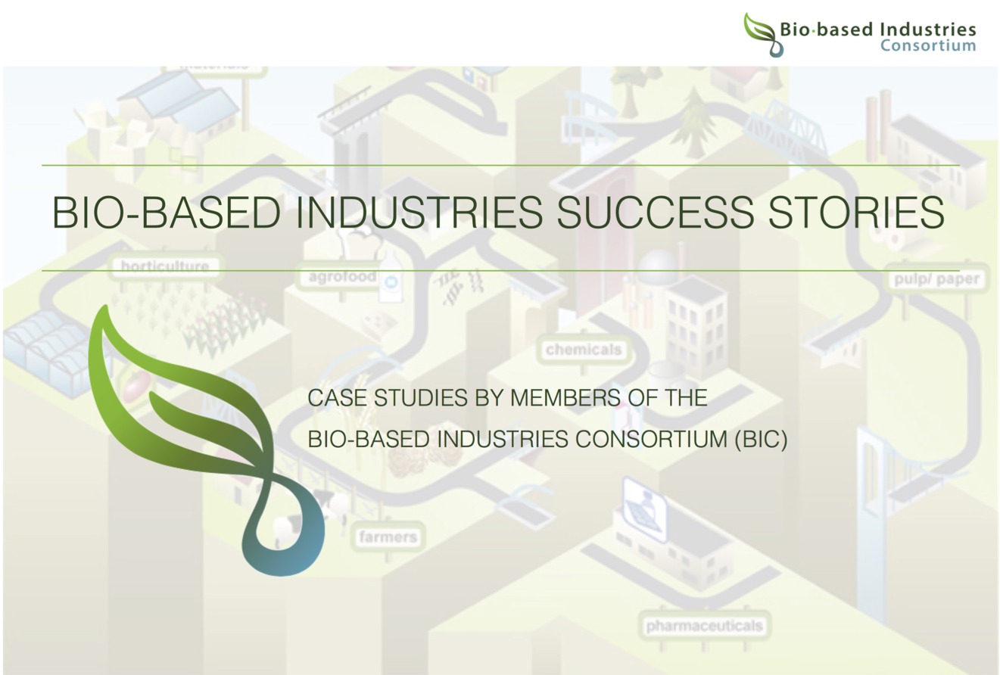 Bio·based Industries
Consortium
materials
BIO-BASED INDUSTRIES SUCCESS STORIES
horticulture
agrofood
pulp/ paper
chemicals
CASE STUDIES BY MEMBERS OF THE
BIO-BASED INDUSTRIES CONSORTIUM (BIC)
farmers
pharmaceuticals